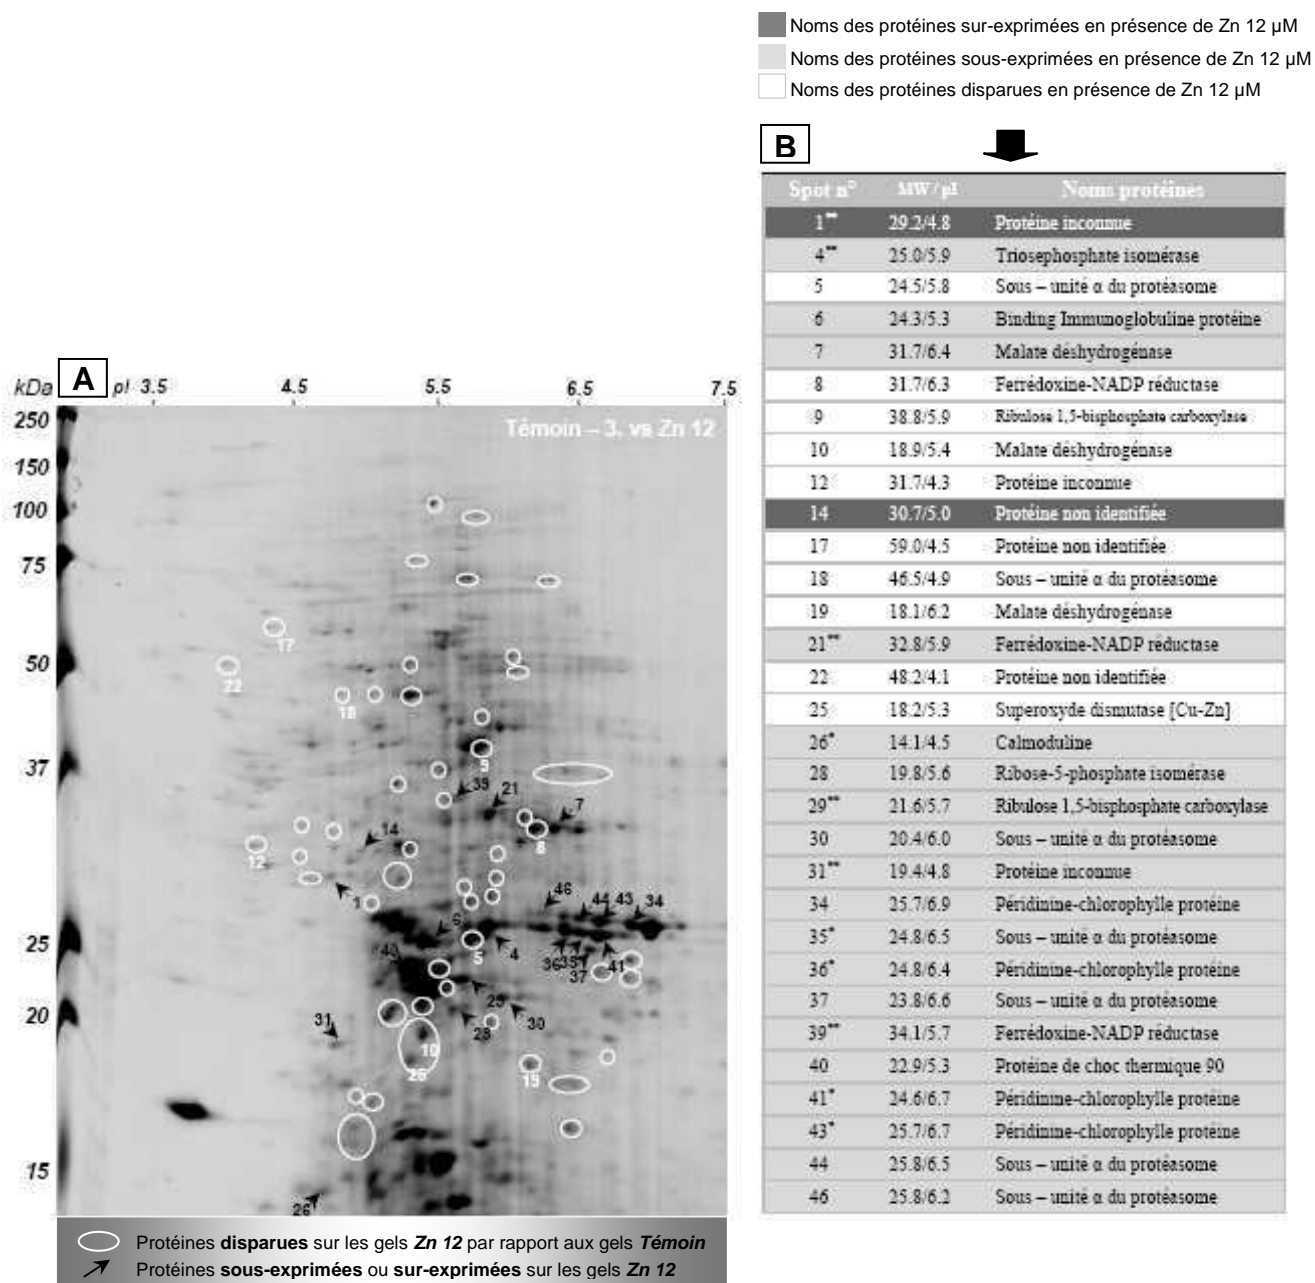 Noms des protéines sur-exprimées en présence de Zn 12 µM
Noms des protéines sous-exprimées en présence de Zn 12 µM
Noms des protéines disparues en présence de Zn 12 µM
B
Spot n° MW/pI Noms protéines
1** 29.2/4.8 Protéine inconnue
4** 25.0/5.9 Triosephosphate isomérase
5 24.5/5.8 Sous – unité α du protéasome
6 24.3/5.3 Binding Immunoglobuline protéine
7 31.7/6.4 Malate déshydrogénase
8 31.7/6.3 Ferrédoxine-NADP réductase
9 38.8/5.9 Ribulose 1,5-bisphosphate carboxylase
10 18.9/5.4 Malate déshydrogénase
12 31.7/4.3 Protéine inconnue
14 30.7/5.0 Protéine non identifiée
17 59.0/4.5 Protéine non identifiée
18 46.5/4.9 Sous – unité α du protéasome
19 18.1/6.2 Malate déshydrogénase
21** 32.8/5.9 Ferrédoxine-NADP réductase
22 48.2/4.1 Protéine non identifiée
25 18.2/5.3 Superoxyde dismutase [Cu-Zn]
26* 14.1/4.5 Calmoduline
28 19.8/5.6 Ribose-5-phosphate isomérase
29** 21.6/5.7 Ribulose 1,5-bisphosphate carboxylase
30 20.4/6.0 Sous – unité α du protéasome
31** 19.4/4.8 Protéine inconnue
34 25.7/6.9 Péridinine-chlorophylle protéine
35* 24.8/6.5 Sous – unité α du protéasome
36* 24.8/6.4 Péridinine-chlorophylle protéine
37 23.8/6.6 Sous – unité α du protéasome
39** 34.1/5.7 Ferrédoxine-NADP réductase
40 22.9/5.3 Protéine de choc thermique 90
41* 24.6/6.7 Péridinine-chlorophylle protéine
43* 25.7/6.7 Péridinine-chlorophylle protéine
44 25.8/6.5 Sous – unité α du protéasome
46 25.8/6.2 Sous – unité α du protéasome
kDa A pI 3.5 4.5 5.5 6.5 7.5
250
Témoin – 3, vs Zn 12
150
100
75
17
50
22
18
9
37
39 21
7
14
8
12
1
46 44 43 34
6
25
40 5 4 36 35 37 41
29
20
31 28 30
10
25 19
15
26
Protéines disparues sur les gels Zn 12 par rapport aux gels Témoin
Protéines sous-exprimées ou sur-exprimées sur les gels Zn 12